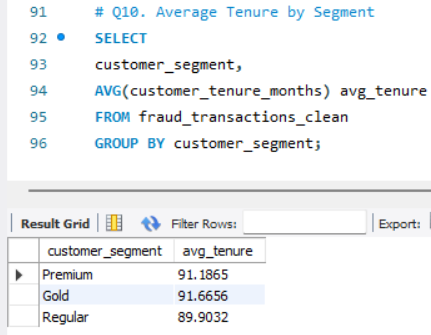 91 # Q10. Average Tenure by Segment
92 SELECT
93 customer_segment,
94 AVG(customer_tenure_months) avg_tenure
95 FROM fraud_transactions_clean
96 GROUP BY customer_segment;
Result Grid Filter Rows: Export:
customer_segment avg_tenure
Premium 91.1865
Gold 91.6656
Regular 89.9032